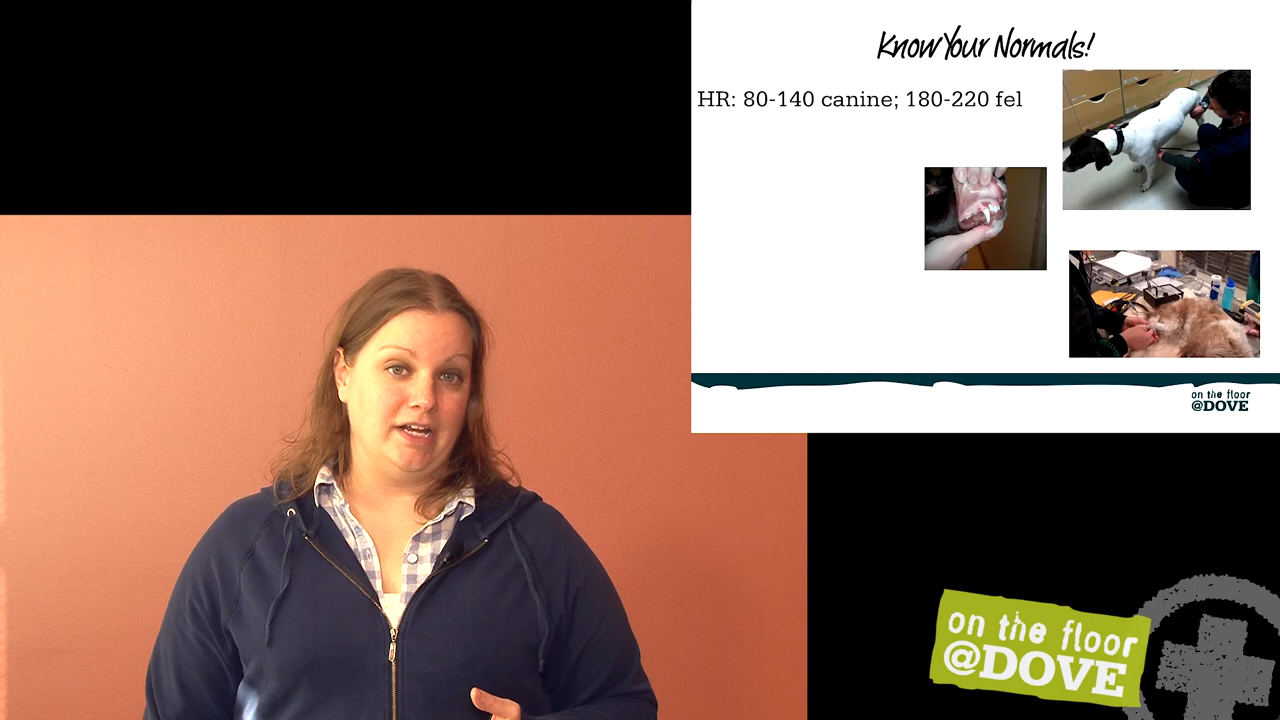 Know Your Normals!
HR: 80-140 canine; 180-220 fel
on the floor
@DOVE
on the floor
@DOVE